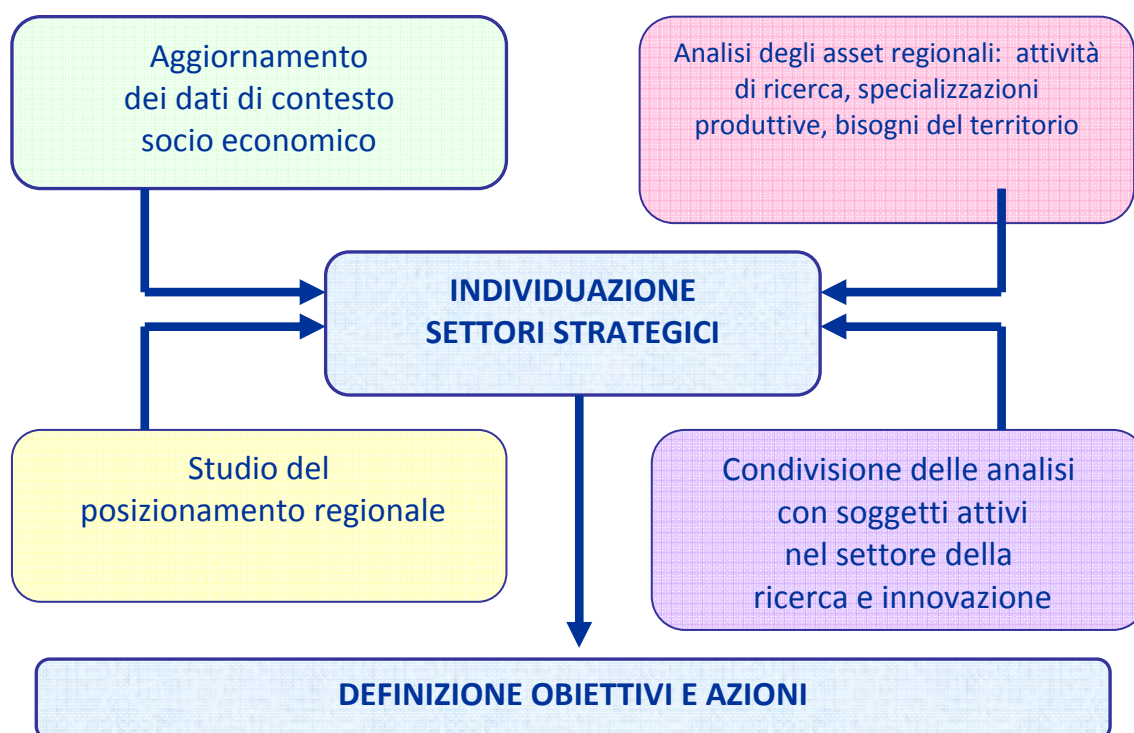 Aggiornamento
dei dati di contesto
socio economico
Analisi degli asset regionali: attività
di ricerca, specializzazioni
produttive, bisogni del territorio
INDIVIDUAZIONE
SETTORI STRATEGICI
Studio del
posizionamento regionale
Condivisione delle analisi
con soggetti attivi
nel settore della
ricerca e innovazione
DEFINIZIONE OBIETTIVI E AZIONI